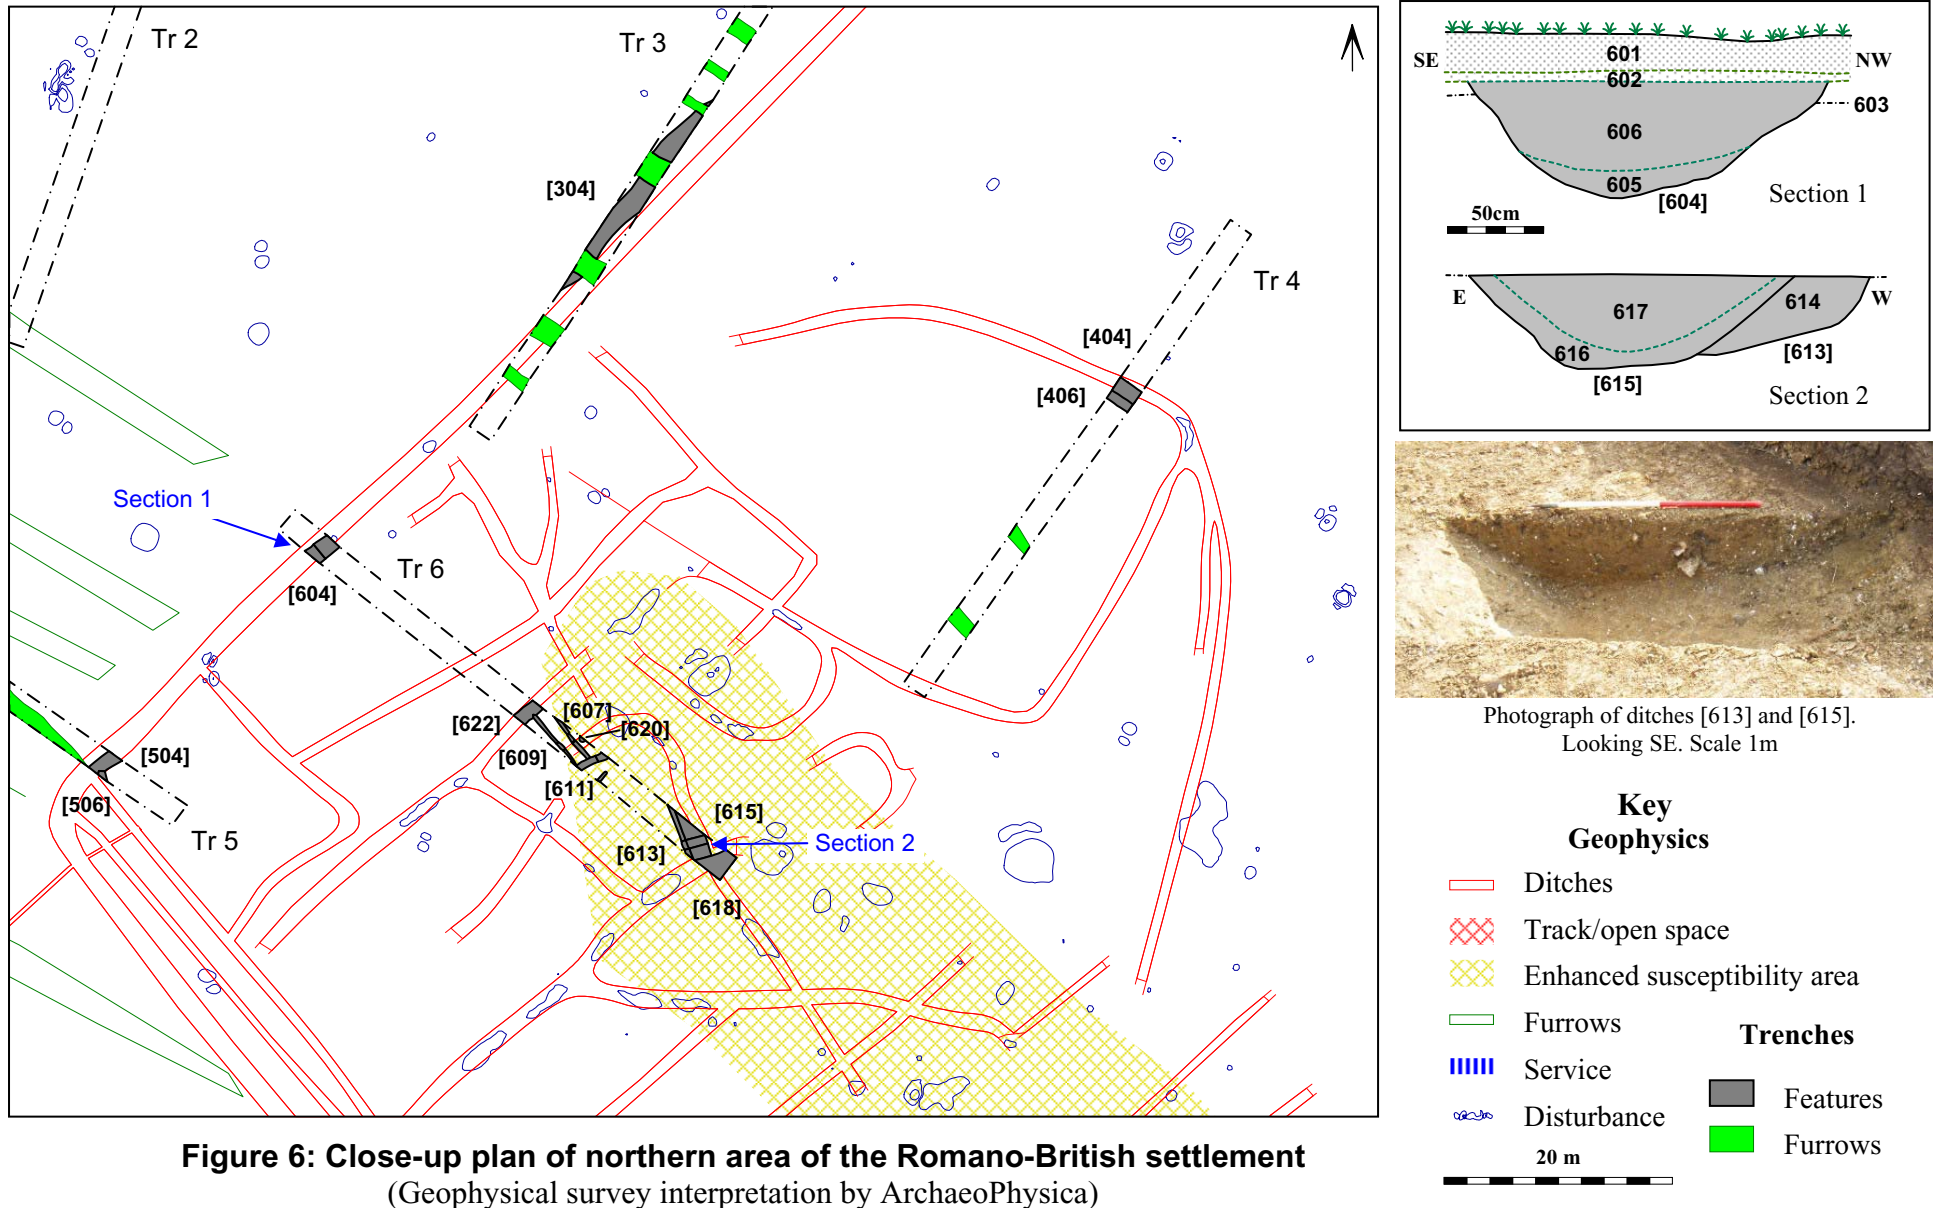 Tr 2
Tr 3
[304]
Tr 4
[404]
[406]
Section 1
Tr 6
[604]
[607]
[622]
[620]
[609]
[611]
[504]
[506]
Tr 5
[615]
Section 2
[613]
[618]
SE
601
NW
602
603
606
605
[604]
50cm
Section 1
E
617
614
W
616
[613]
[615]
Section 2
Photograph of ditches [613] and [615].
Looking SE. Scale 1m
Key
Geophysics
Ditches
Track/open space
Enhanced susceptibility area
Furrows
Service
Disturbance
Trenches
Features
Furrows
20 m
Figure 6: Close-up plan of northern area of the Romano-British settlement
(Geophysical survey interpretation by ArchaeoPhysica)